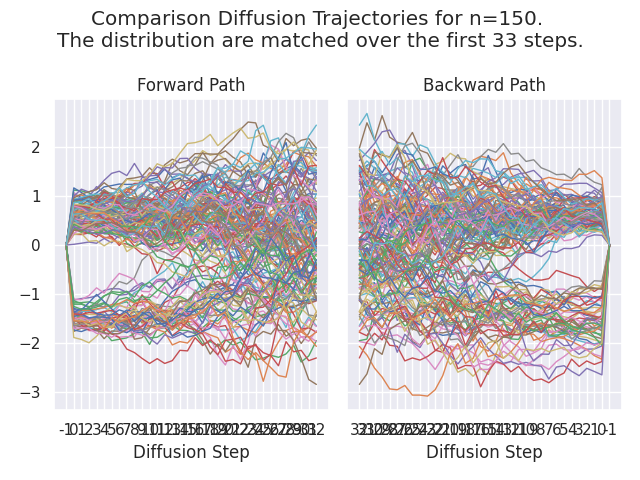 Comparison Diffusion Trajectories for n=150.
The distribution are matched over the first 33 steps.
Forward Path
Backward Path
2
1
0
−1
−2
−3
Diffusion Step
Diffusion Step